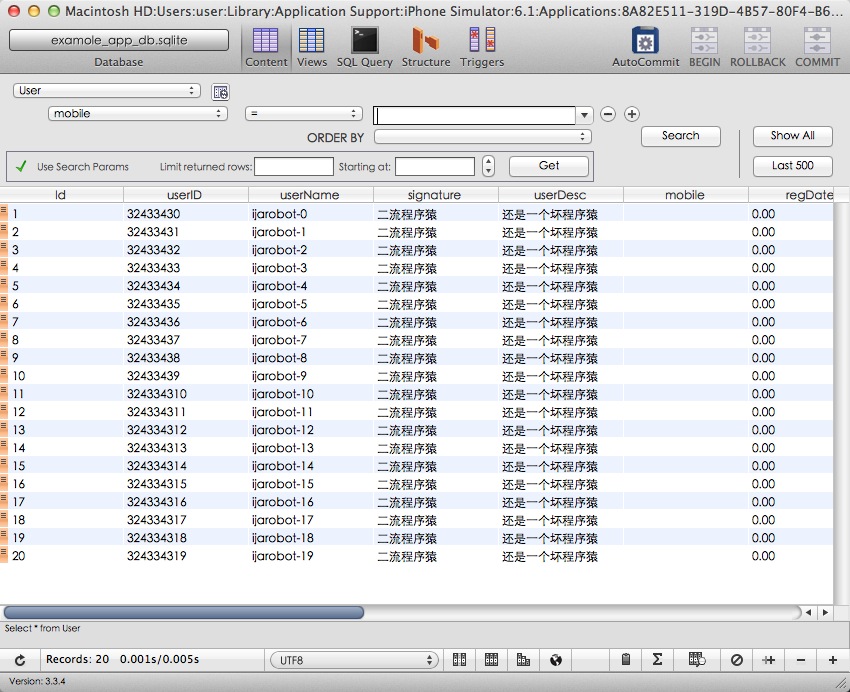 Macintosh HD:Users:user:Library:Application Support:iPhone Simulator:6.1:Applications:8A82E511-319D-4B57-80F4-B6...
examole_app_db.sqlite
Database Content Views SQL Query Structure Triggers AutoCommit BEGIN ROLLBACK COMMIT
User
mobile =
ORDER BY Search Show All
Use Search Params Limit returned rows: Starting at: Get Last 500
Id userID userName signature userDesc mobile regDate
1 32433430 ijarobot-0 二流程序猿 还是一个坏程序猿 0.00
2 32433431 ijarobot-1 二流程序猿 还是一个坏程序猿 0.00
3 32433432 ijarobot-2 二流程序猿 还是一个坏程序猿 0.00
4 32433433 ijarobot-3 二流程序猿 还是一个坏程序猿 0.00
5 32433434 ijarobot-4 二流程序猿 还是一个坏程序猿 0.00
6 32433435 ijarobot-5 二流程序猿 还是一个坏程序猿 0.00
7 32433436 ijarobot-6 二流程序猿 还是一个坏程序猿 0.00
8 32433437 ijarobot-7 二流程序猿 还是一个坏程序猿 0.00
9 32433438 ijarobot-8 二流程序猿 还是一个坏程序猿 0.00
10 32433439 ijarobot-9 二流程序猿 还是一个坏程序猿 0.00
11 324334310 ijarobot-10 二流程序猿 还是一个坏程序猿 0.00
12 324334311 ijarobot-11 二流程序猿 还是一个坏程序猿 0.00
13 324334312 ijarobot-12 二流程序猿 还是一个坏程序猿 0.00
14 324334313 ijarobot-13 二流程序猿 还是一个坏程序猿 0.00
15 324334314 ijarobot-14 二流程序猿 还是一个坏程序猿 0.00
16 324334315 ijarobot-15 二流程序猿 还是一个坏程序猿 0.00
17 324334316 ijarobot-16 二流程序猿 还是一个坏程序猿 0.00
18 324334317 ijarobot-17 二流程序猿 还是一个坏程序猿 0.00
19 324334318 ijarobot-18 二流程序猿 还是一个坏程序猿 0.00
20 324334319 ijarobot-19 二流程序猿 还是一个坏程序猿 0.00
Select * from User
Records: 20 0.001s/0.005s UTF8
Version: 3.3.4